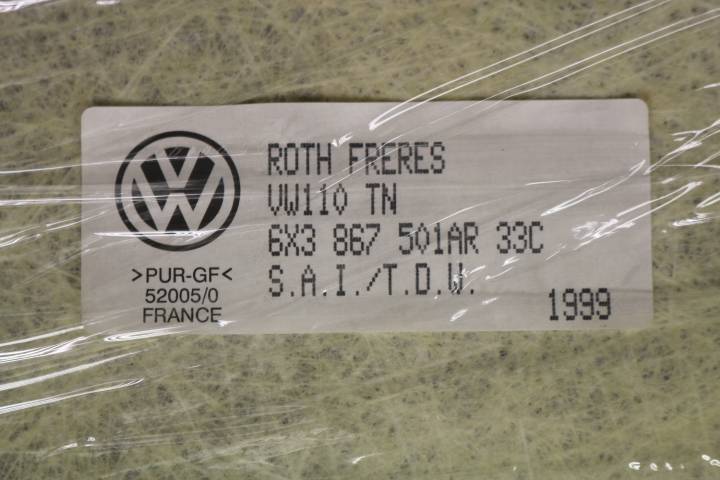 ROTH FRERES
VW110 TN
6X3 867 501AR 33C
S.A.I./T.D.W.
1999
>PUR-GF<
52005/0
FRANCE